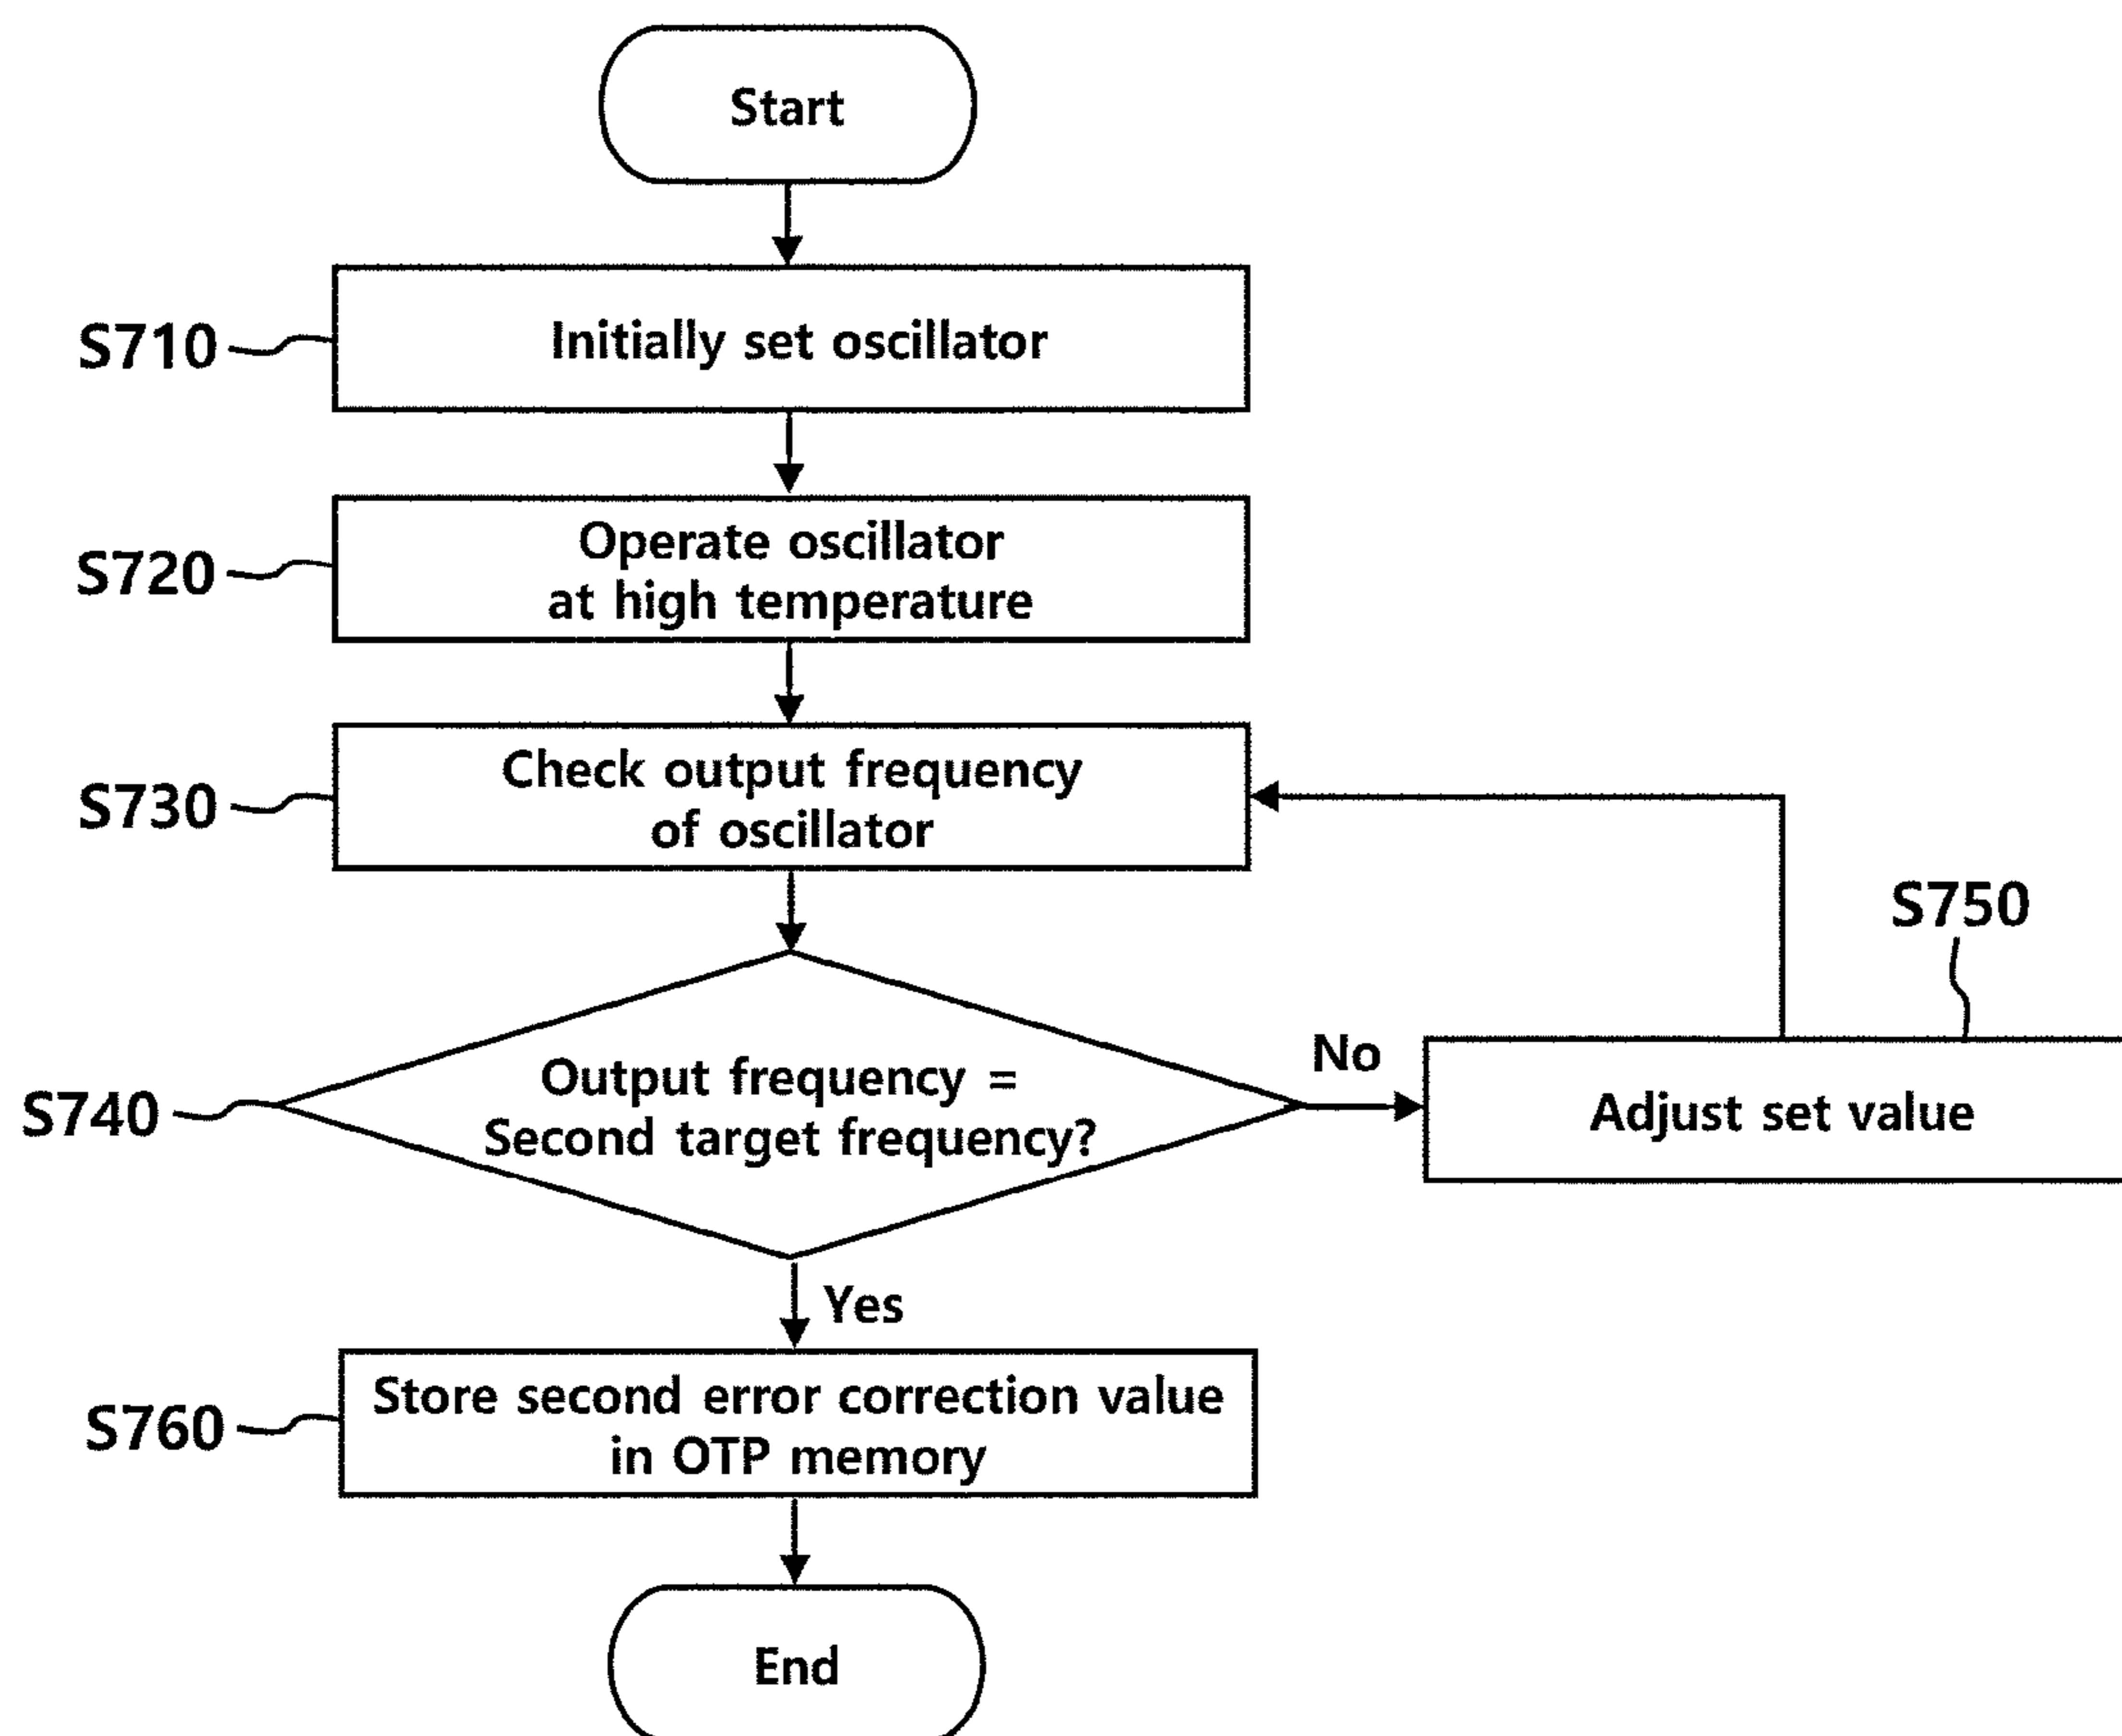 Start
S710
Initially set oscillator
S720
Operate oscillator
at high temperature
S730
Check output frequency
of oscillator
S740
Output frequency =
Second target frequency?
No
S750
Adjust set value
Yes
S760
Store second error correction value
in OTP memory
End